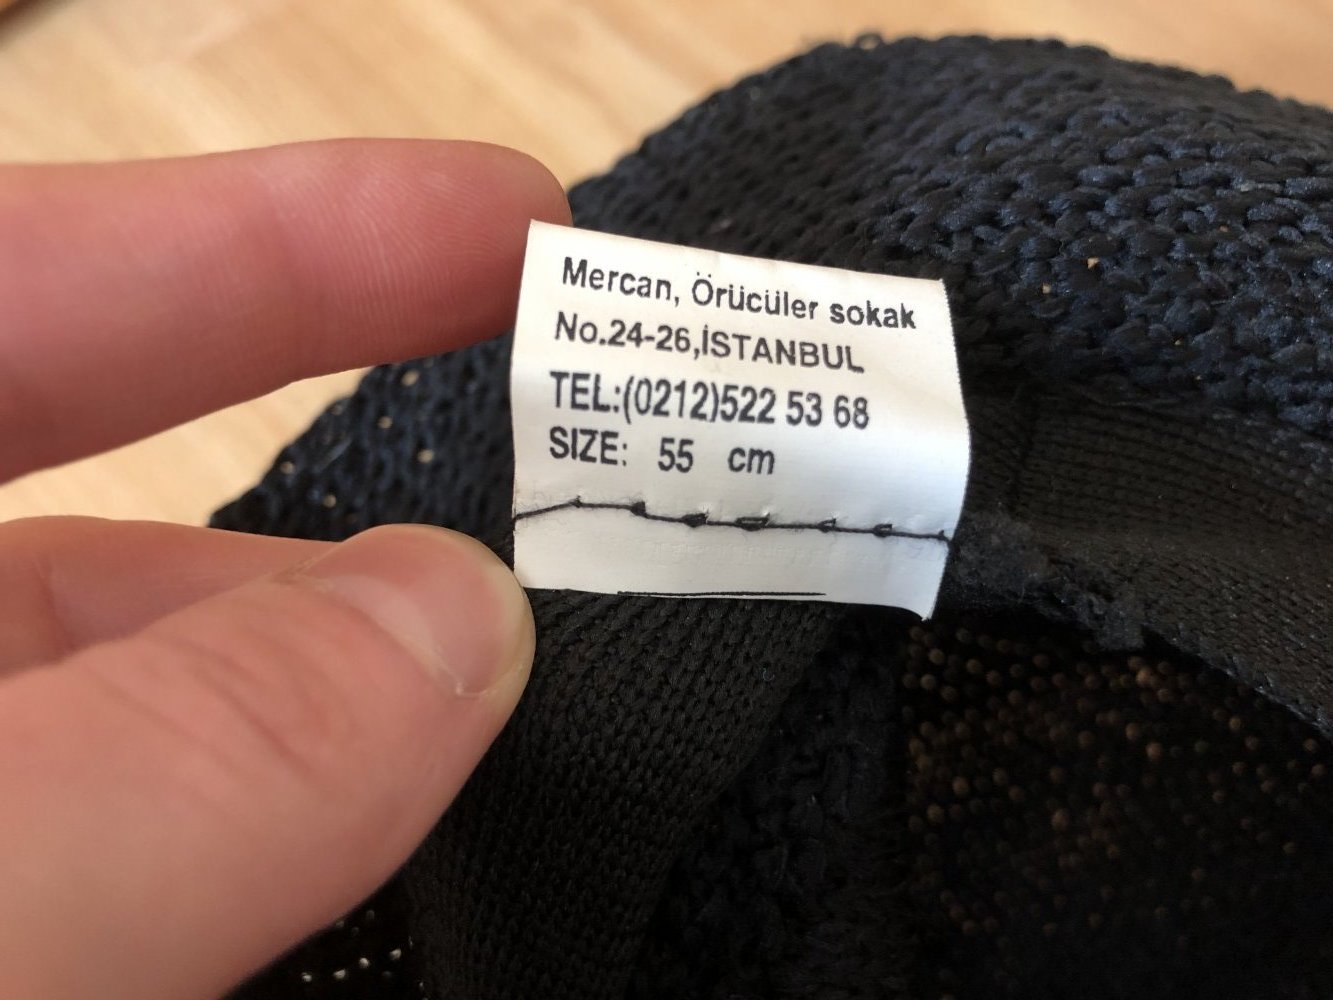 Mercan, Örücüler sokak
No.24-26,İSTANBUL
TEL:(0212)522 53 68
SIZE: 55 cm